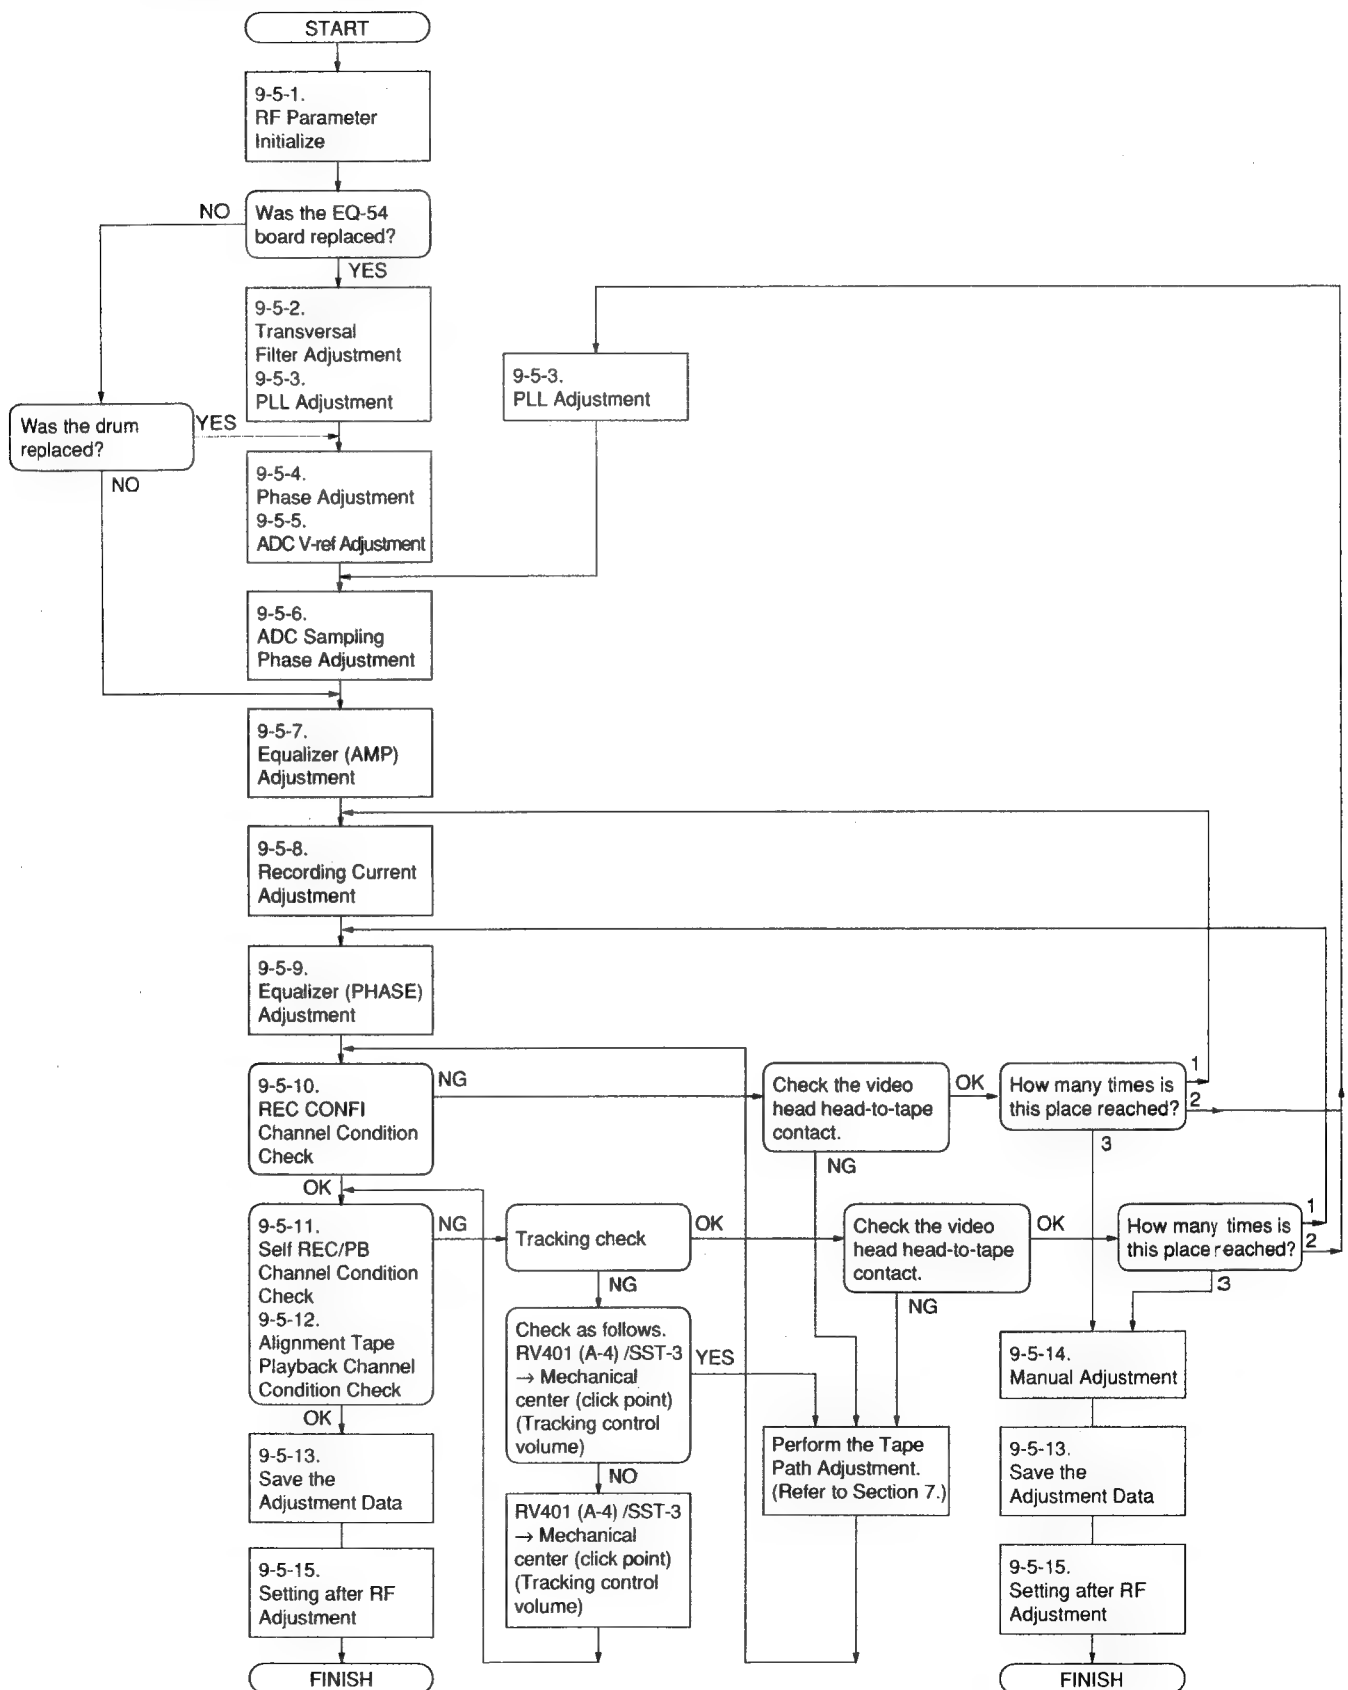 START
9-5-1.
RF Parameter
Initialize
NO
Was the EQ-54
board replaced?
YES
9-5-2.
Transversal
Filter Adjustment
9-5-3.
PLL Adjustment
9-5-3.
PLL Adjustment
Was the drum
replaced?
YES
NO
9-5-4.
Phase Adjustment
9-5-5.
ADC V-ref Adjustment
9-5-6.
ADC Sampling
Phase Adjustment
9-5-7.
Equalizer (AMP)
Adjustment
9-5-8.
Recording Current
Adjustment
9-5-9.
Equalizer (PHASE)
Adjustment
9-5-10.
REC CONFI
Channel Condition
Check
NG
OK
Check the video
head head-to-tape
contact.
OK
NG
How many times is
this place reached?
1
2
3
9-5-11.
Self REC/PB
Channel Condition
Check
9-5-12.
Alignment Tape
Playback Channel
Condition Check
NG
OK
Tracking check
OK
NG
Check the video
head head-to-tape
contact.
OK
NG
How many times is
this place reached?
1
2
3
Check as follows.
RV401 (A-4) /SST-3
→ Mechanical
center (click point)
(Tracking control
volume)
YES
NO
RV401 (A-4) /SST-3
→ Mechanical
center (click point)
(Tracking control
volume)
Perform the Tape
Path Adjustment.
(Refer to Section 7.)
9-5-14.
Manual Adjustment
9-5-13.
Save the
Adjustment Data
9-5-13.
Save the
Adjustment Data
9-5-15.
Setting after RF
Adjustment
9-5-15.
Setting after RF
Adjustment
FINISH
FINISH